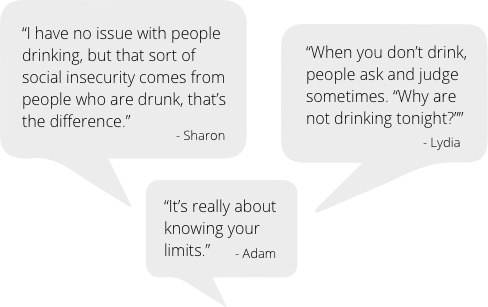 “I have no issue with people
drinking, but that sort of
social insecurity comes from
people who are drunk, that’s
the difference.”
- Sharon
“When you don’t drink,
people ask and judge
sometimes. “Why are
not drinking tonight?””
- Lydia
“It’s really about
knowing your
limits.” - Adam